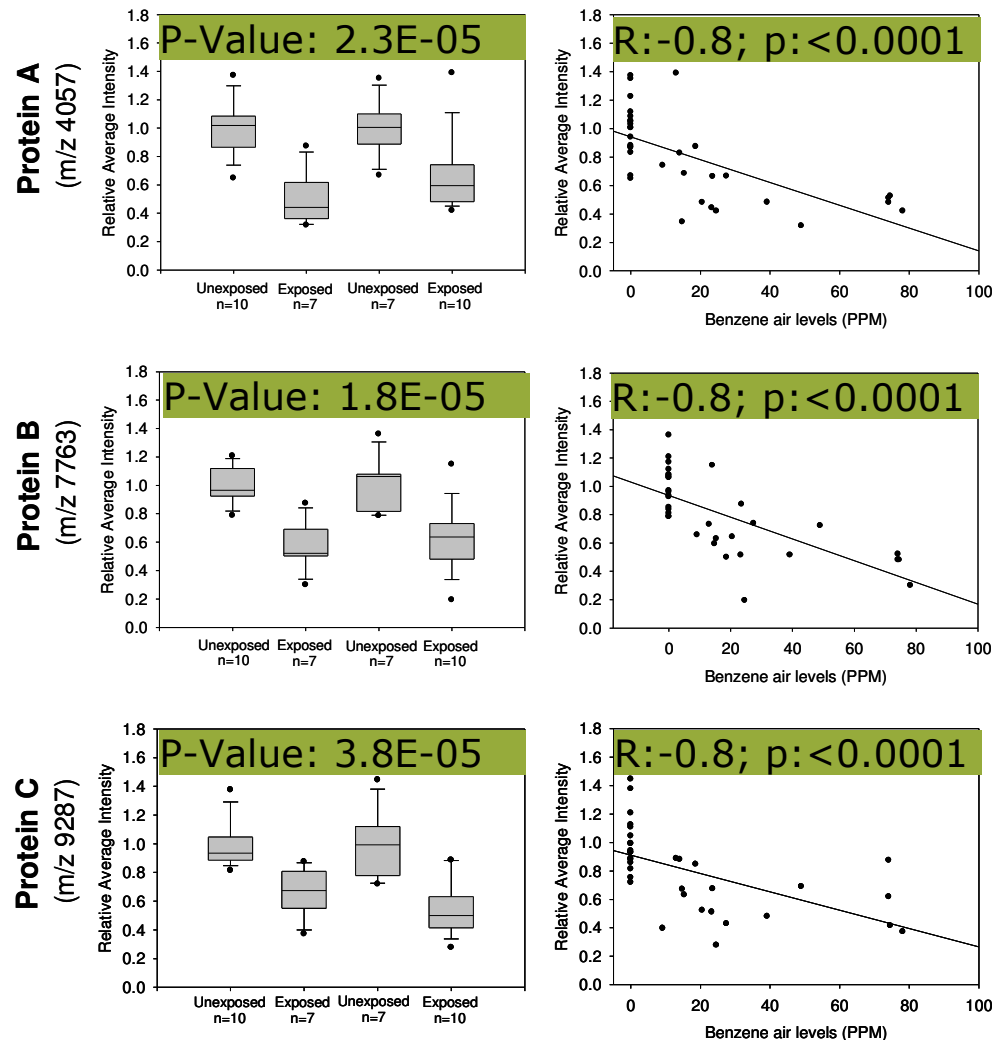 Protein A
(m/z 4057)
Relative Average Intensity
1.8
1.6
1.4
1.2
1.0
0.8
0.6
0.4
0.2
0.0
P-Value: 2.3E-05
Unexposed Exposed Unexposed Exposed
n=10 n=7 n=7 n=10
Relative Average Intensity
1.8
1.6
1.4
1.2
1.0
0.8
0.6
0.4
0.2
0.0
R:-0.8; p:<0.0001
0 20 40 60 80 100
Benzene air levels (PPM)
Protein B
(m/z 7763)
Relative Average Intensity
1.8
1.6
1.4
1.2
1.0
0.8
0.6
0.4
0.2
0.0
P-Value: 1.8E-05
Unexposed Exposed Unexposed Exposed
n=10 n=7 n=7 n=10
Relative Average Intensity
1.8
1.6
1.4
1.2
1.0
0.8
0.6
0.4
0.2
0.0
R:-0.8; p:<0.0001
0 20 40 60 80 100
Benzene air levels (PPM)
Protein C
(m/z 9287)
Relative Average Intensity
1.8
1.6
1.4
1.2
1.0
0.8
0.6
0.4
0.2
0.0
P-Value: 3.8E-05
Unexposed Exposed Unexposed Exposed
n=10 n=7 n=7 n=10
Relative Average Intensity
1.8
1.6
1.4
1.2
1.0
0.8
0.6
0.4
0.2
0.0
R:-0.8; p:<0.0001
0 20 40 60 80 100
Benzene air levels (PPM)